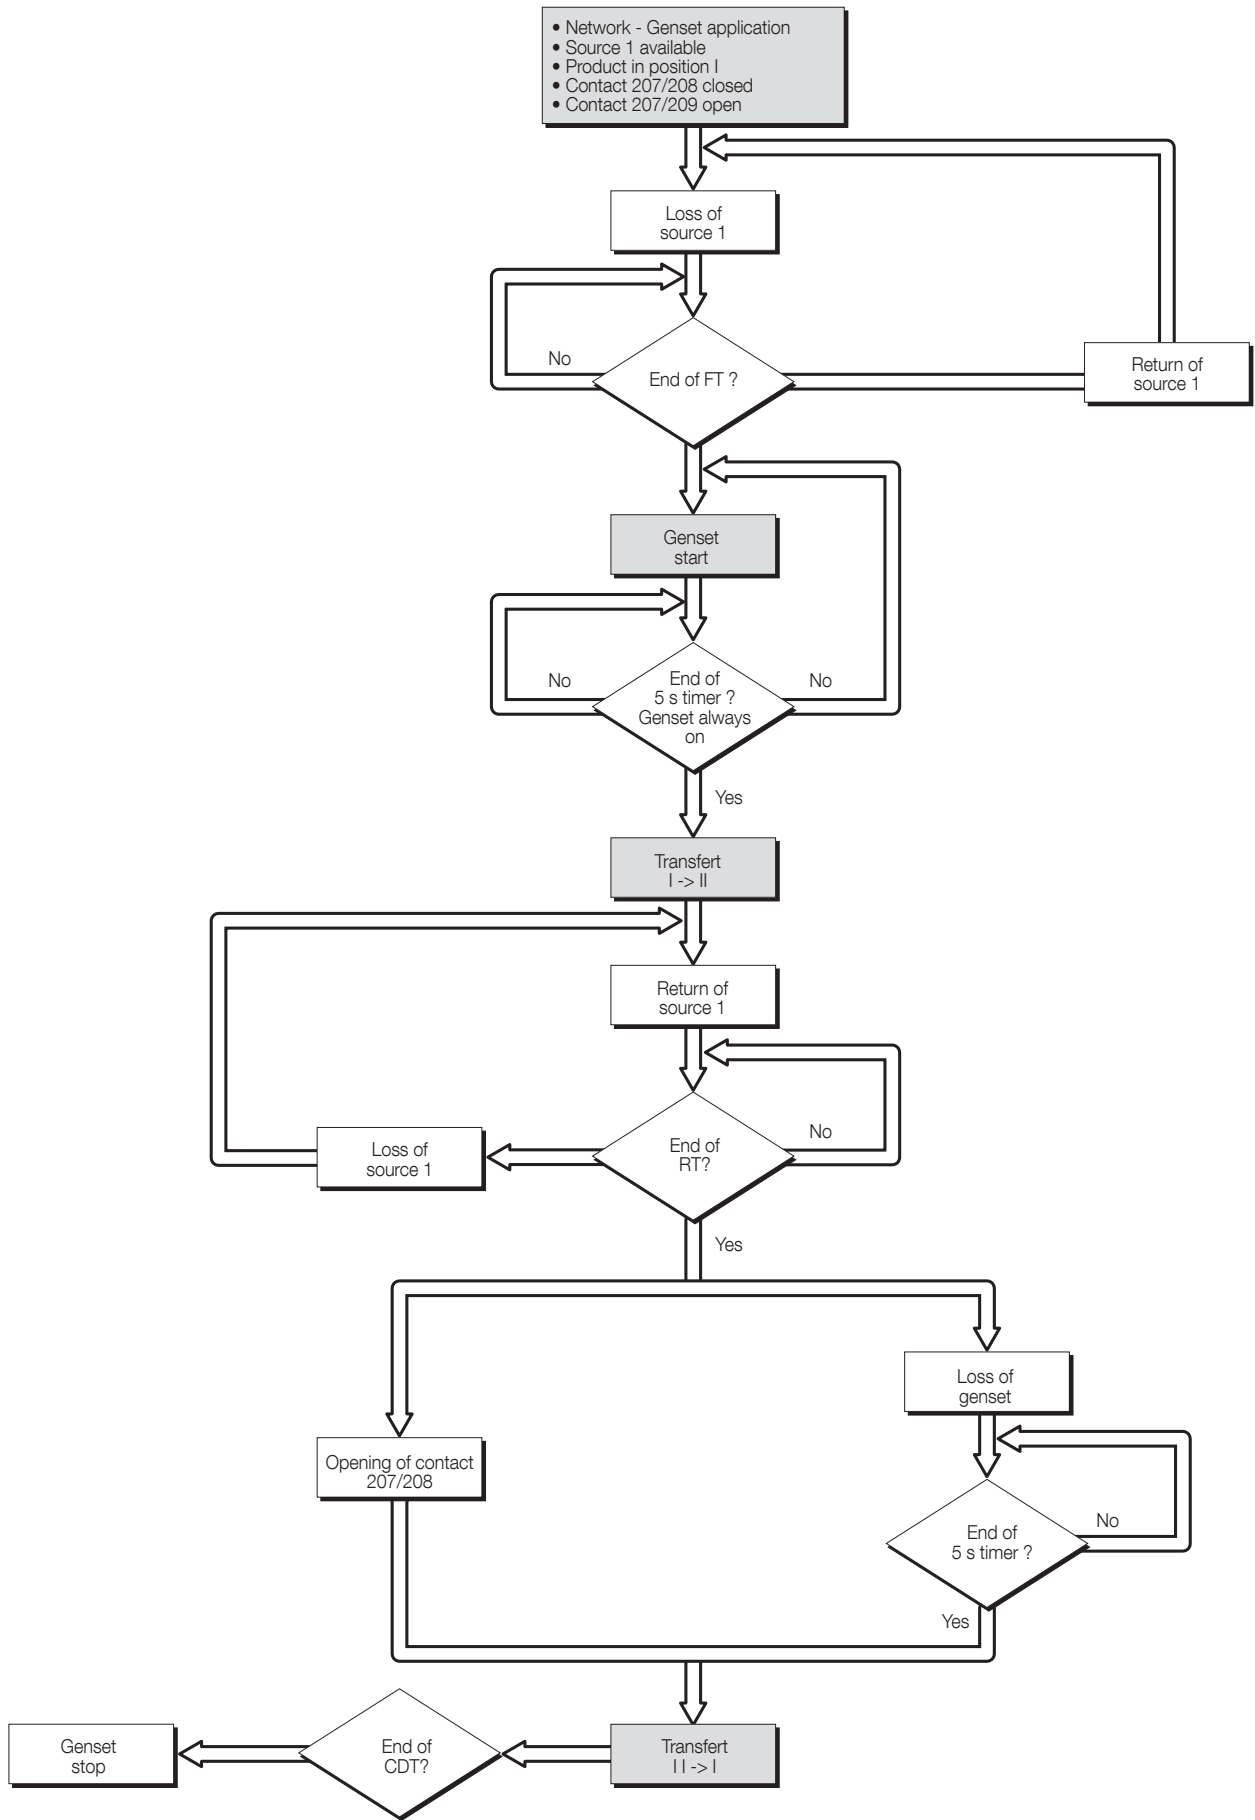 • Network - Genset application
• Source 1 available
• Product in position I
• Contact 207/208 closed
• Contact 207/209 open
Loss of
source 1
No
End of FT ?
Return of
source 1
Genset
start
No
End of
5 s timer ?
Genset always
on
No
Yes
Transfert
I -> II
Return of
source 1
Loss of
source 1
End of
RT?
No
Yes
Loss of
genset
Opening of contact
207/208
End of
5 s timer ?
No
Yes
Genset
stop
End of
CDT?
Transfert
I I -> I